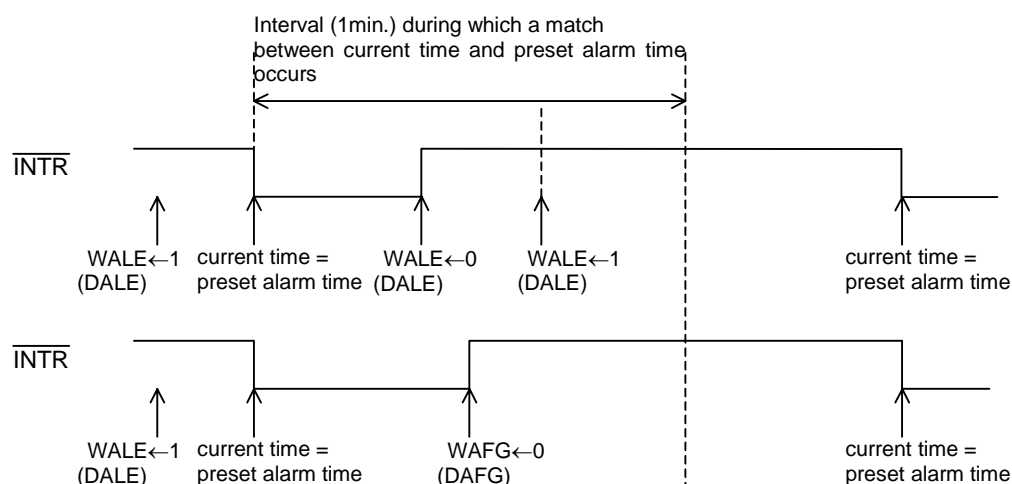 Interval (1min.) during which a match
between current time and preset alarm time
occurs
INTR
WALE←1 current time = WALE←0 WALE←1 current time =
(DALE) preset alarm time (DALE) (DALE) preset alarm time
INTR
WALE←1 current time = WAFG←0 current time =
(DALE) preset alarm time (DAFG) preset alarm time